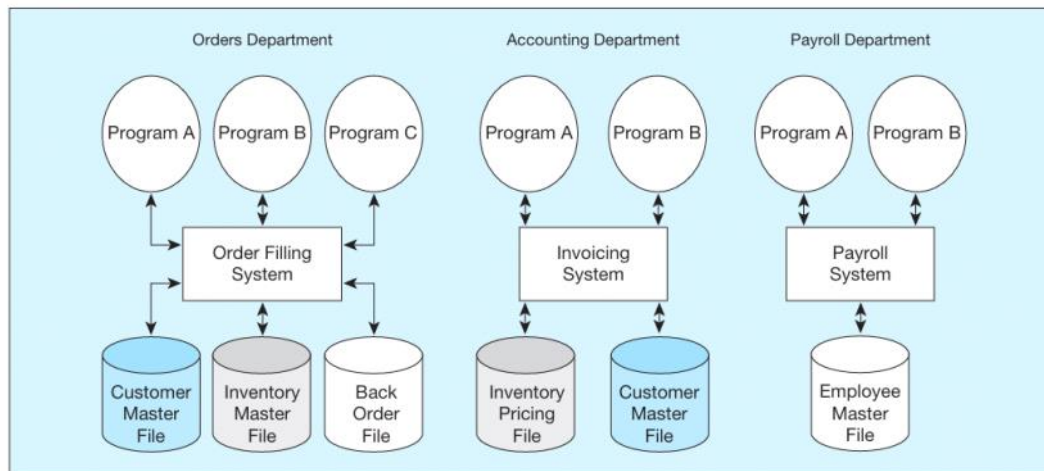 Orders Department
Accounting Department
Payroll Department
Program A
Program B
Program C
Program A
Program B
Program A
Program B
Order Filling
System
Invoicing
System
Payroll
System
Customer
Master
File
Inventory
Master
File
Back
Order
File
Inventory
Pricing
File
Customer
Master
File
Employee
Master
File